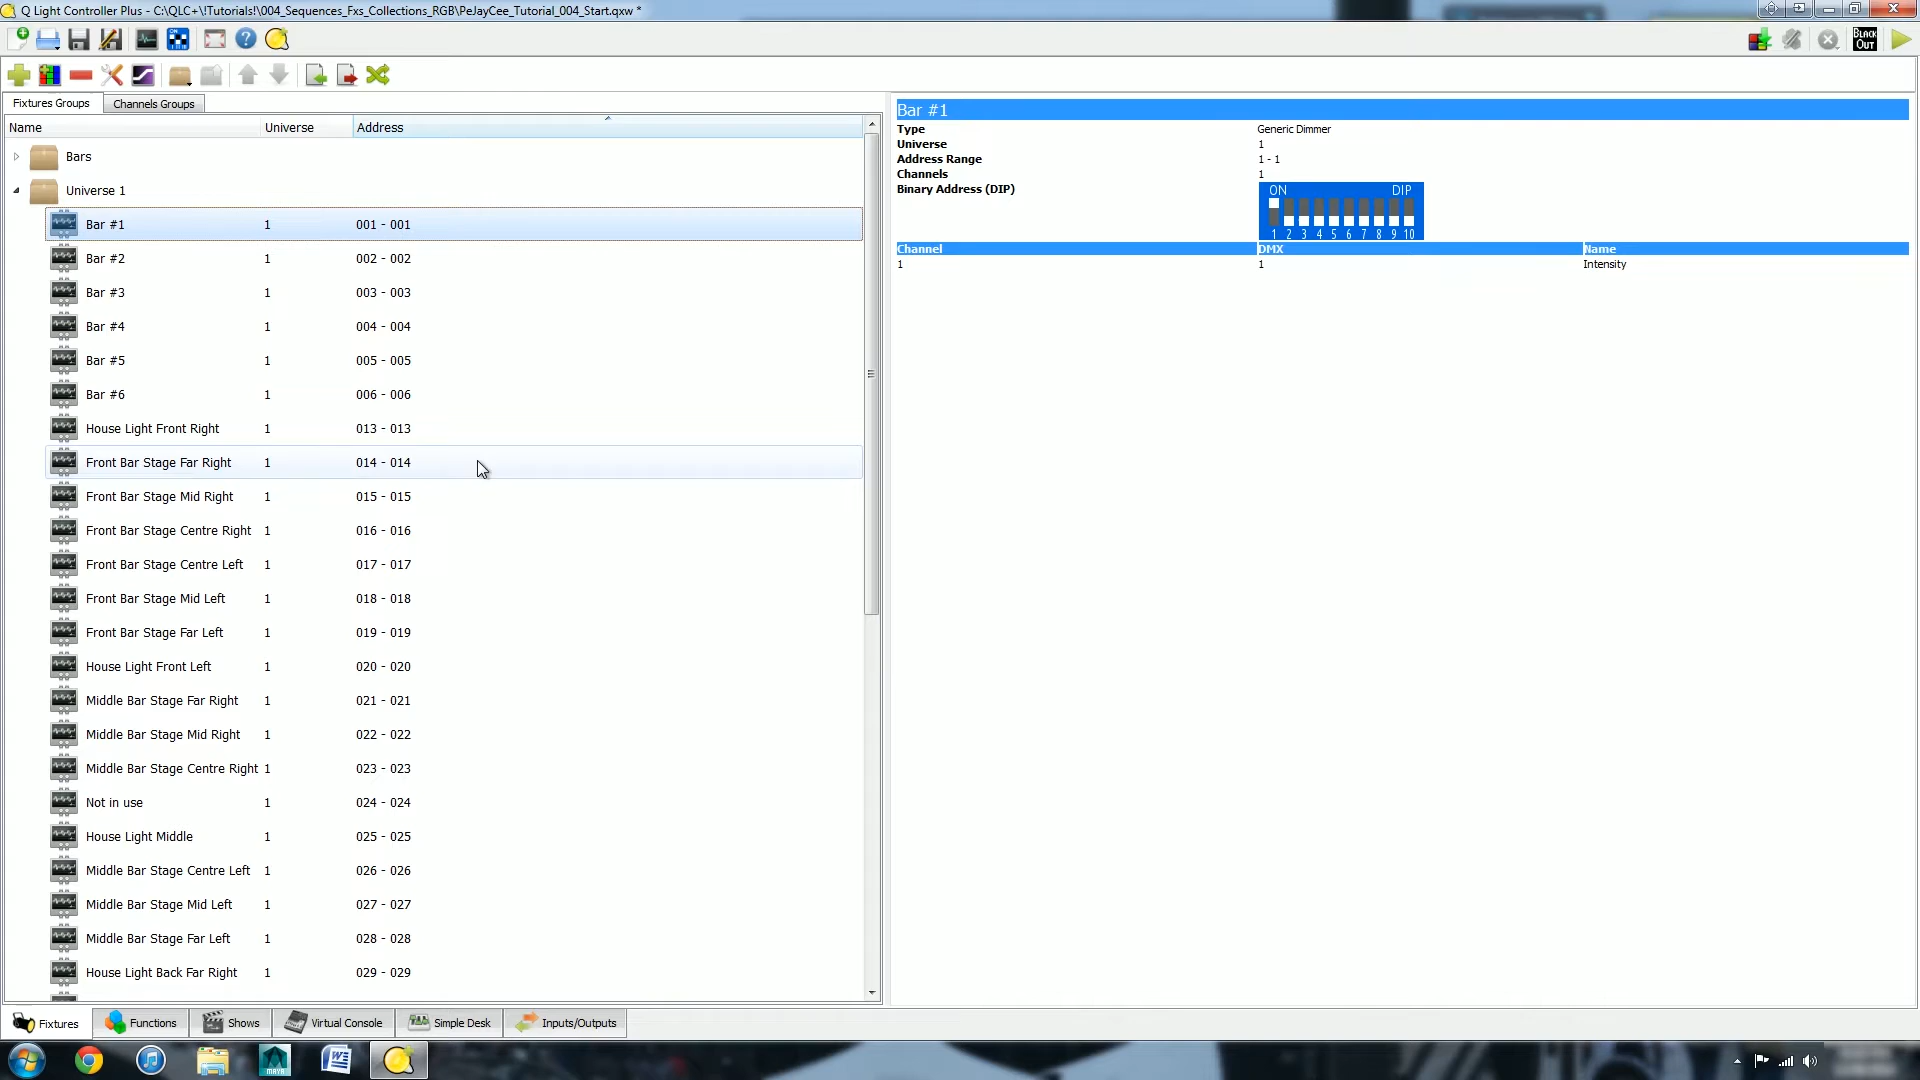 Q Light Controller Plus - C:\QLC+\!Tutorials!\004_Sequences_Fxs_Collections_RGB\PeJayCee_Tutorial_004_Start.qxw *
BLACK
OUT
Fixtures Groups
Channels Groups
Name Universe Address
Bars
Universe 1
Bar #1 1 001 - 001
Bar #2 1 002 - 002
Bar #3 1 003 - 003
Bar #4 1 004 - 004
Bar #5 1 005 - 005
Bar #6 1 006 - 006
House Light Front Right 1 013 - 013
Front Bar Stage Far Right 1 014 - 014
Front Bar Stage Mid Right 1 015 - 015
Front Bar Stage Centre Right 1 016 - 016
Front Bar Stage Centre Left 1 017 - 017
Front Bar Stage Mid Left 1 018 - 018
Front Bar Stage Far Left 1 019 - 019
House Light Front Left 1 020 - 020
Middle Bar Stage Far Right 1 021 - 021
Middle Bar Stage Mid Right 1 022 - 022
Middle Bar Stage Centre Right 1 023 - 023
Not in use 1 024 - 024
House Light Middle 1 025 - 025
Middle Bar Stage Centre Left 1 026 - 026
Middle Bar Stage Mid Left 1 027 - 027
Middle Bar Stage Far Left 1 028 - 028
House Light Back Far Right 1 029 - 029
Bar #1
Type Generic Dimmer
Universe 1
Address Range 1 - 1
Channels 1
Binary Address (DIP)
ON DIP
1 2 3 4 5 6 7 8 9 10
Channel DMX Name
1 1 Intensity
Fixtures Functions Shows Virtual Console Simple Desk Inputs/Outputs
MAYA